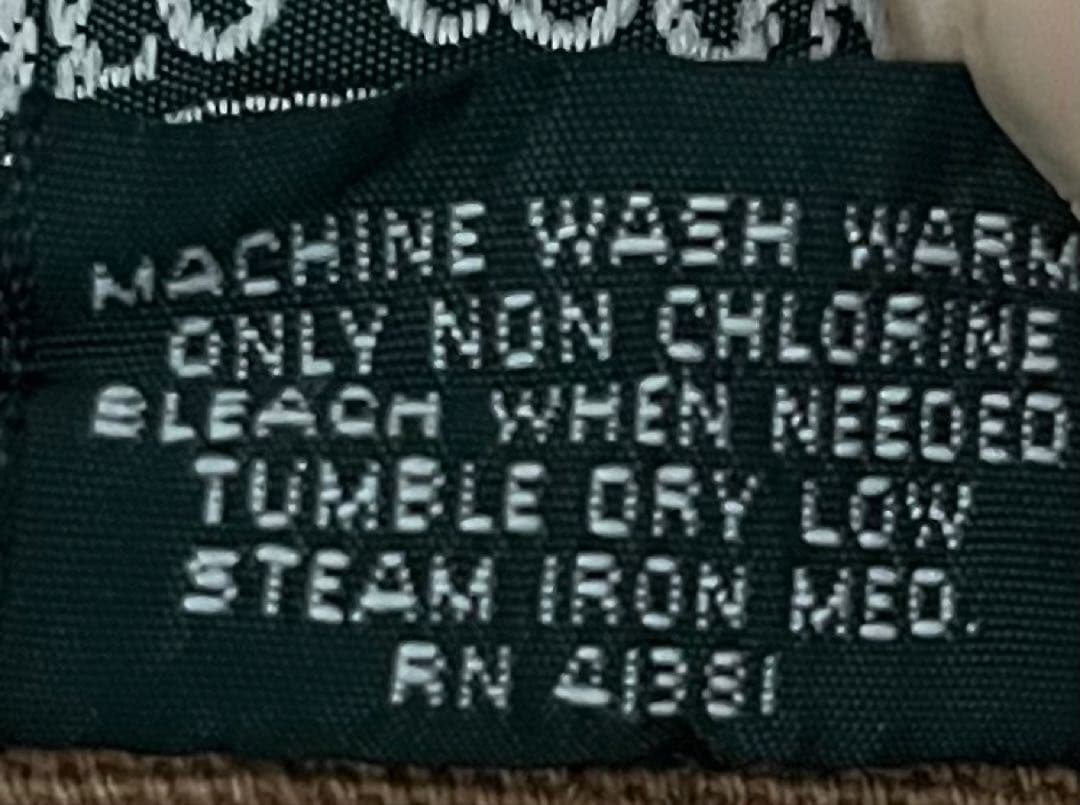 MACHINE WASH WARM
ONLY NON CHLORINE
BLEACH WHEN NEEDED
TUMBLE DRY LOW
STEAM IRON MED.
RN 41381